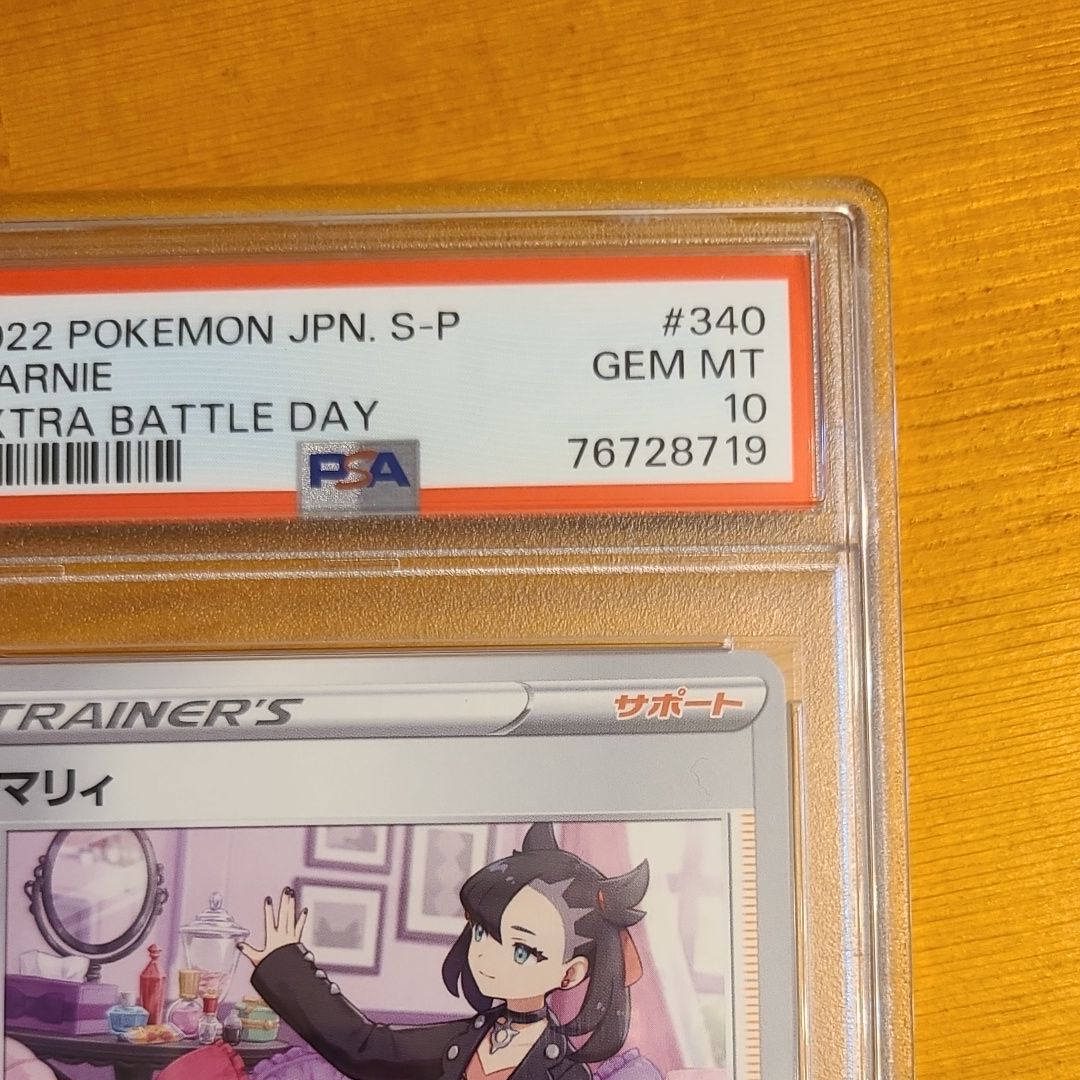 022 POKEMON JPN. S-P #340
ARNIE GEM MT
XTRA BATTLE DAY 10
76728719
PSA
TRAINER'S サポート
マリィ